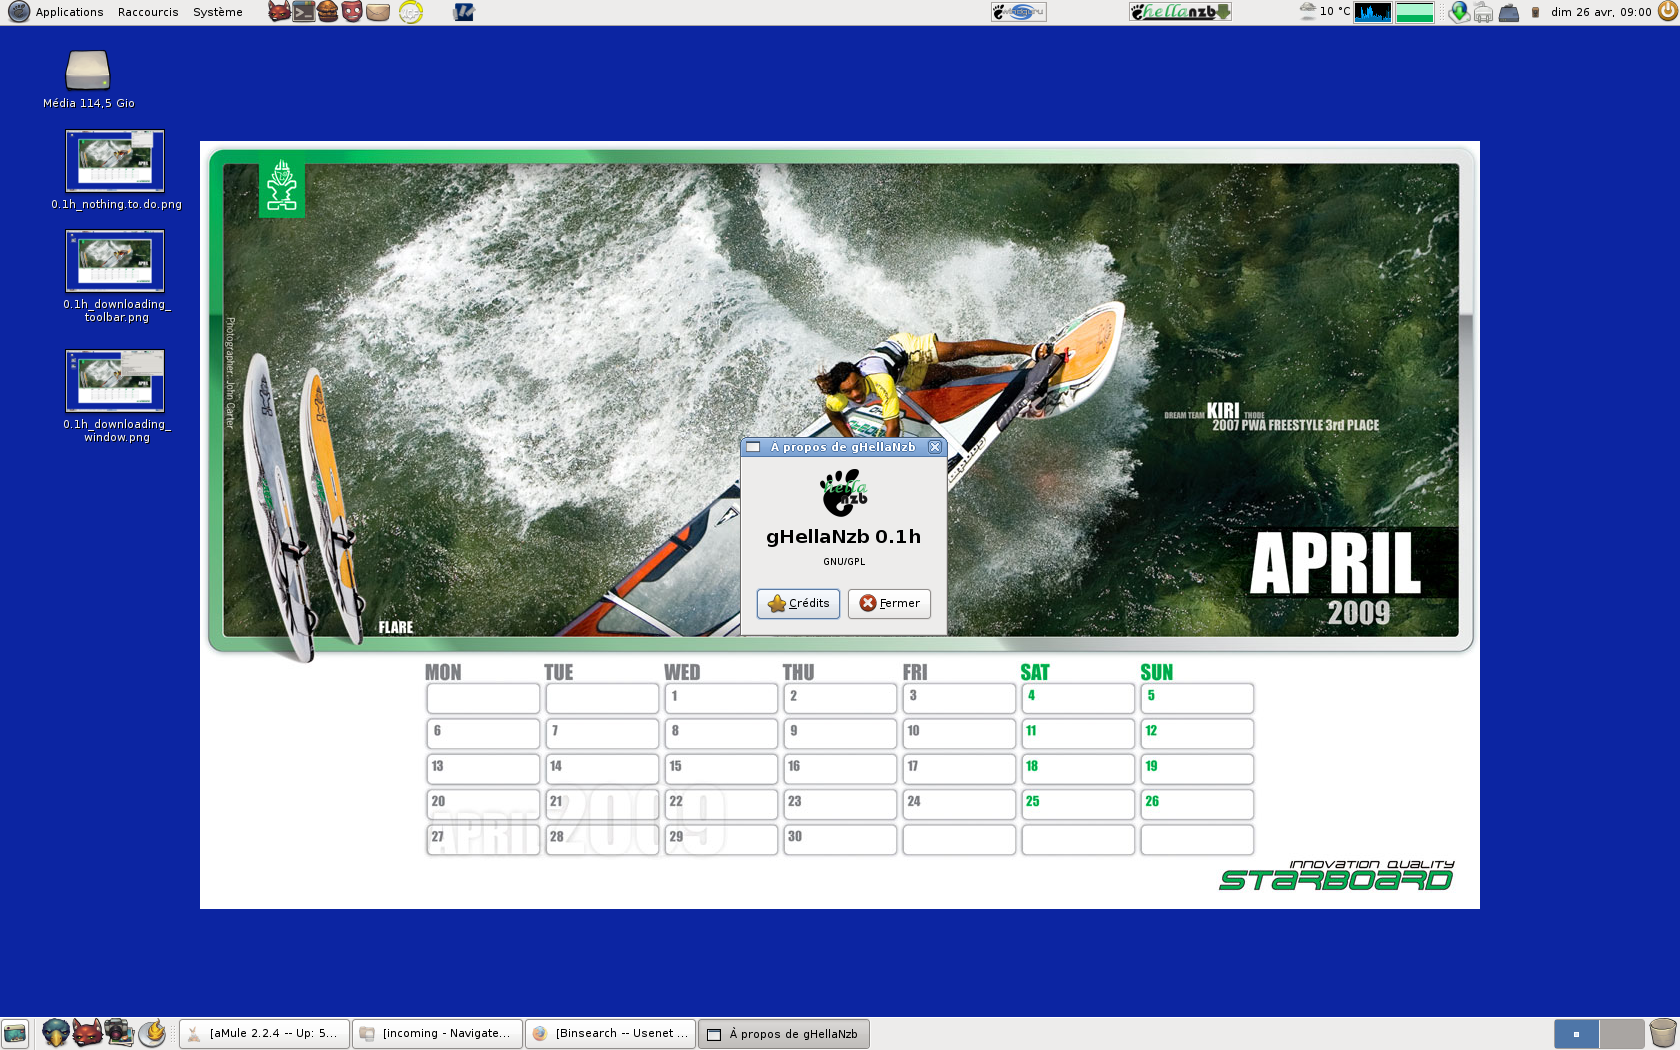 Applications Raccourcis Système
hellanzb
10 °C
dim 26 avr, 09:00
Média 114,5 Gio
0.1h_nothing.to.do.png
0.1h_downloading_
toolbar.png
0.1h_downloading_
window.png
Photographer: John Carter
DREAM TEAM KIRI THODE
2007 PWA FREESTYLE 3rd PLACE
À propos de gHellaNzb
hella
nzb
gHellaNzb 0.1h
GNU/GPL
Crédits Fermer
APRIL
2009
FLARE
MON TUE WED THU FRI SAT SUN
1 2 3 4 5
6 7 8 9 10 11 12
13 14 15 16 17 18 19
20 21 22 23 24 25 26
27 28 29 30
APRIL 2009
INNOVATION QUALITY
STARBOARD
[aMule 2.2.4 -- Up: 5... [incoming - Navigate... [Binsearch -- Usenet ... À propos de gHellaNzb